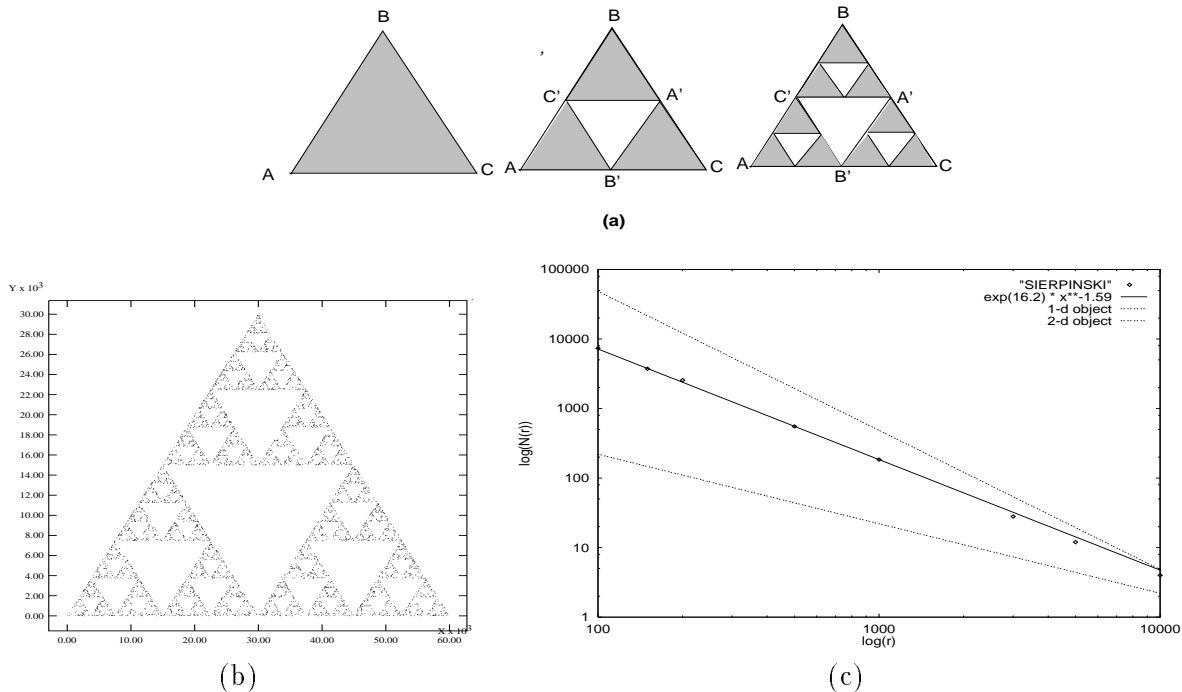 B
A
C
,
B
C'
A'
A
C
B'
B
C'
A'
A
B'
C
(a)
Y x 10³
30.00
28.00
26.00
24.00
22.00
20.00
18.00
16.00
14.00
12.00
10.00
8.00
6.00
4.00
2.00
0.00
X x 10³
0.00 10.00 20.00 30.00 40.00 50.00 60.00
(b)
100000
10000
1000
100
10
1
log(N(r))
"SIERPINSKI"
exp(16.2) * x**-1.59
1-d object
2-d object
100 1000 10000
log(r)
(c)